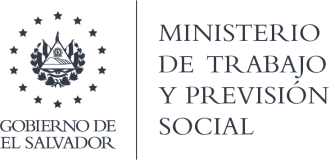 GOBIERNO DE
EL SALVADOR
MINISTERIO
DE TRABAJO
Y PREVISIÓN
SOCIAL